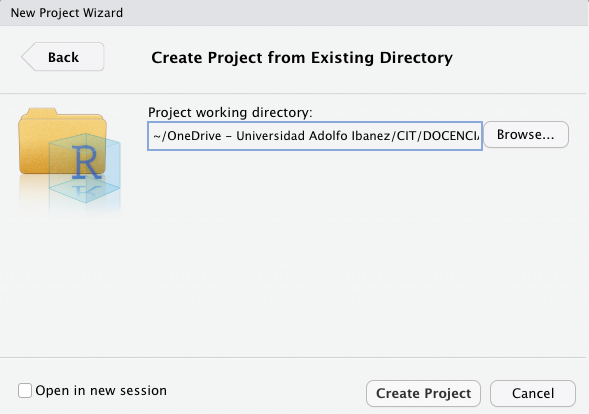 New Project Wizard
Back
Create Project from Existing Directory
Project working directory:
~/OneDrive - Universidad Adolfo Ibanez/CIT/DOCENCI
Browse...
R
Open in new session
Create Project
Cancel